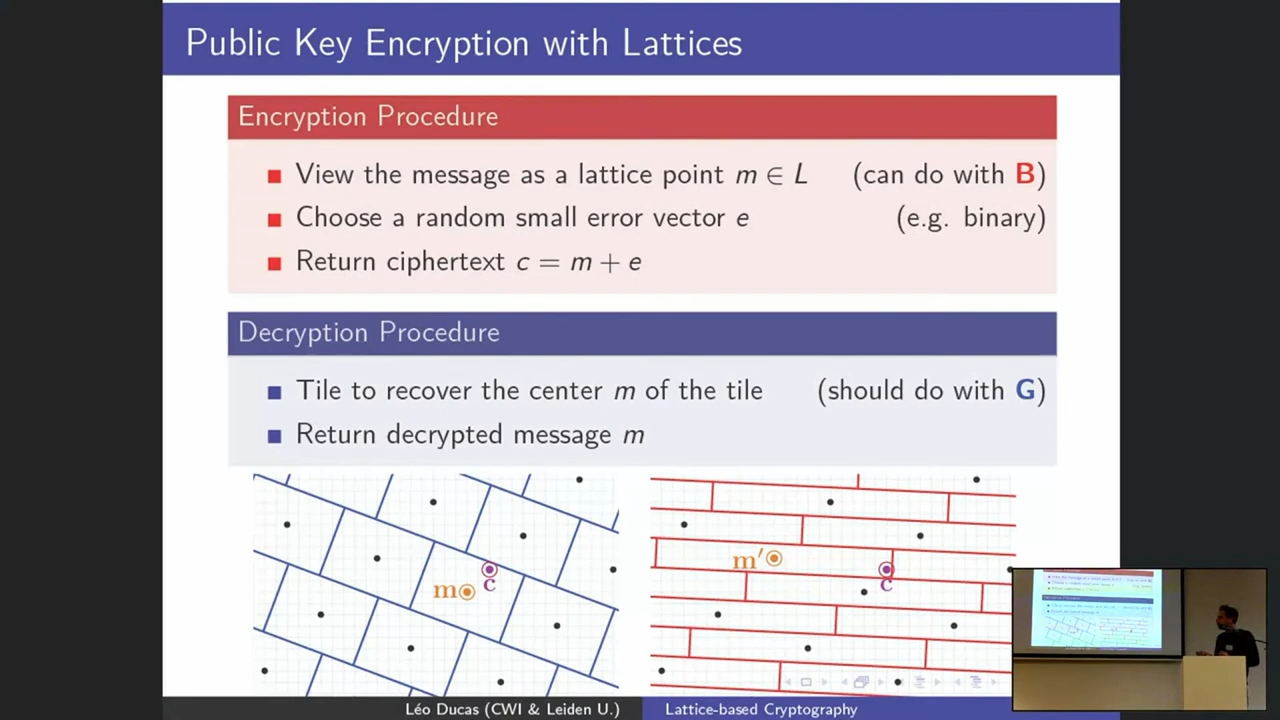 Public Key Encryption with Lattices
Encryption Procedure
View the message as a lattice point m ∈ L (can do with B)
Choose a random small error vector e (e.g. binary)
Return ciphertext c = m + e
Decryption Procedure
Tile to recover the center m of the tile (should do with G)
Return decrypted message m
m c
m′ c
Léo Ducas (CWI & Leiden U.) Lattice-based Cryptography